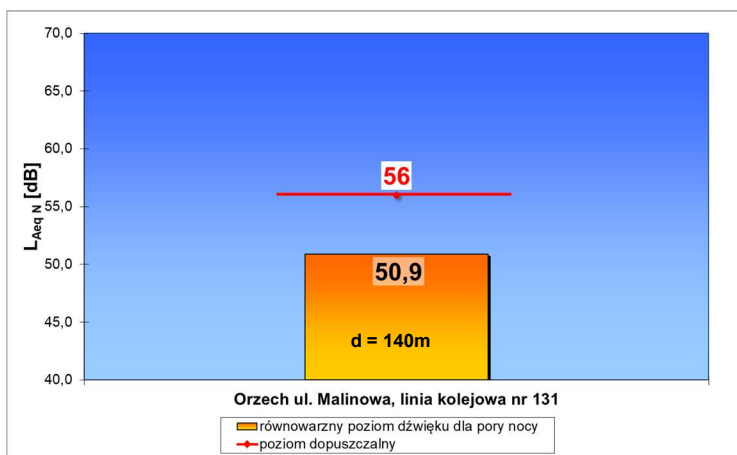 70,0
65,0
60,0
55,0
50,0
45,0
40,0
LAeq N [dB]
56
50,9
d = 140m
Orzech ul. Malinowa, linia kolejowa nr 131
równowarzny poziom dźwięku dla pory nocy
poziom dopuszczalny